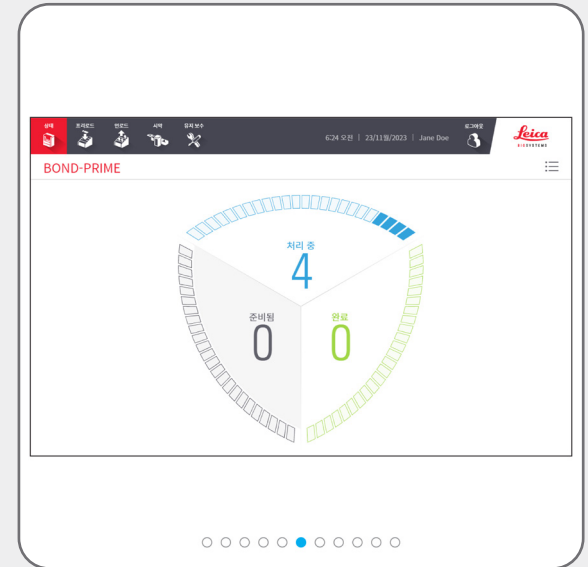 상태 프리로드 언로드 시약 유지 보수
6:24 오전 | 23/11월/2023 | Jane Doe
로그아웃
Leica
BIOSYSTEMS
BOND-PRIME
처리 중
4
준비됨
0
완료
0